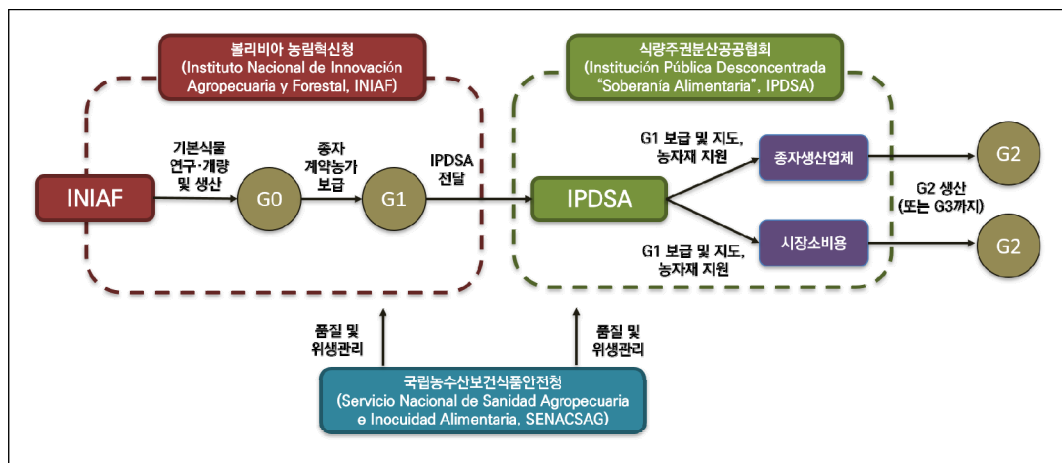 볼리비아 농림혁신청
(Instituto Nacional de Innovación
Agropecuaria y Forestal, INIAF)
식량주권분산공공협회
(Institución Pública Desconcentrada
“Soberanía Alimentaria”, IPDSA)
INIAF
기본식물
연구·개량
및 생산
G0
종자
계약농가
보급
G1
IPDSA
전달
IPDSA
G1 보급 및 지도,
농자재 지원
종자생산업체
G2
G2 생산
(또는 G3까지)
G1 보급 및 지도,
농자재 지원
시장소비용
G2
품질 및
위생관리
품질 및
위생관리
국립농수산보건식품안전청
(Servicio Nacional de Sanidad Agropecuaria
e Inocuidad Alimentaria, SENACSAG)